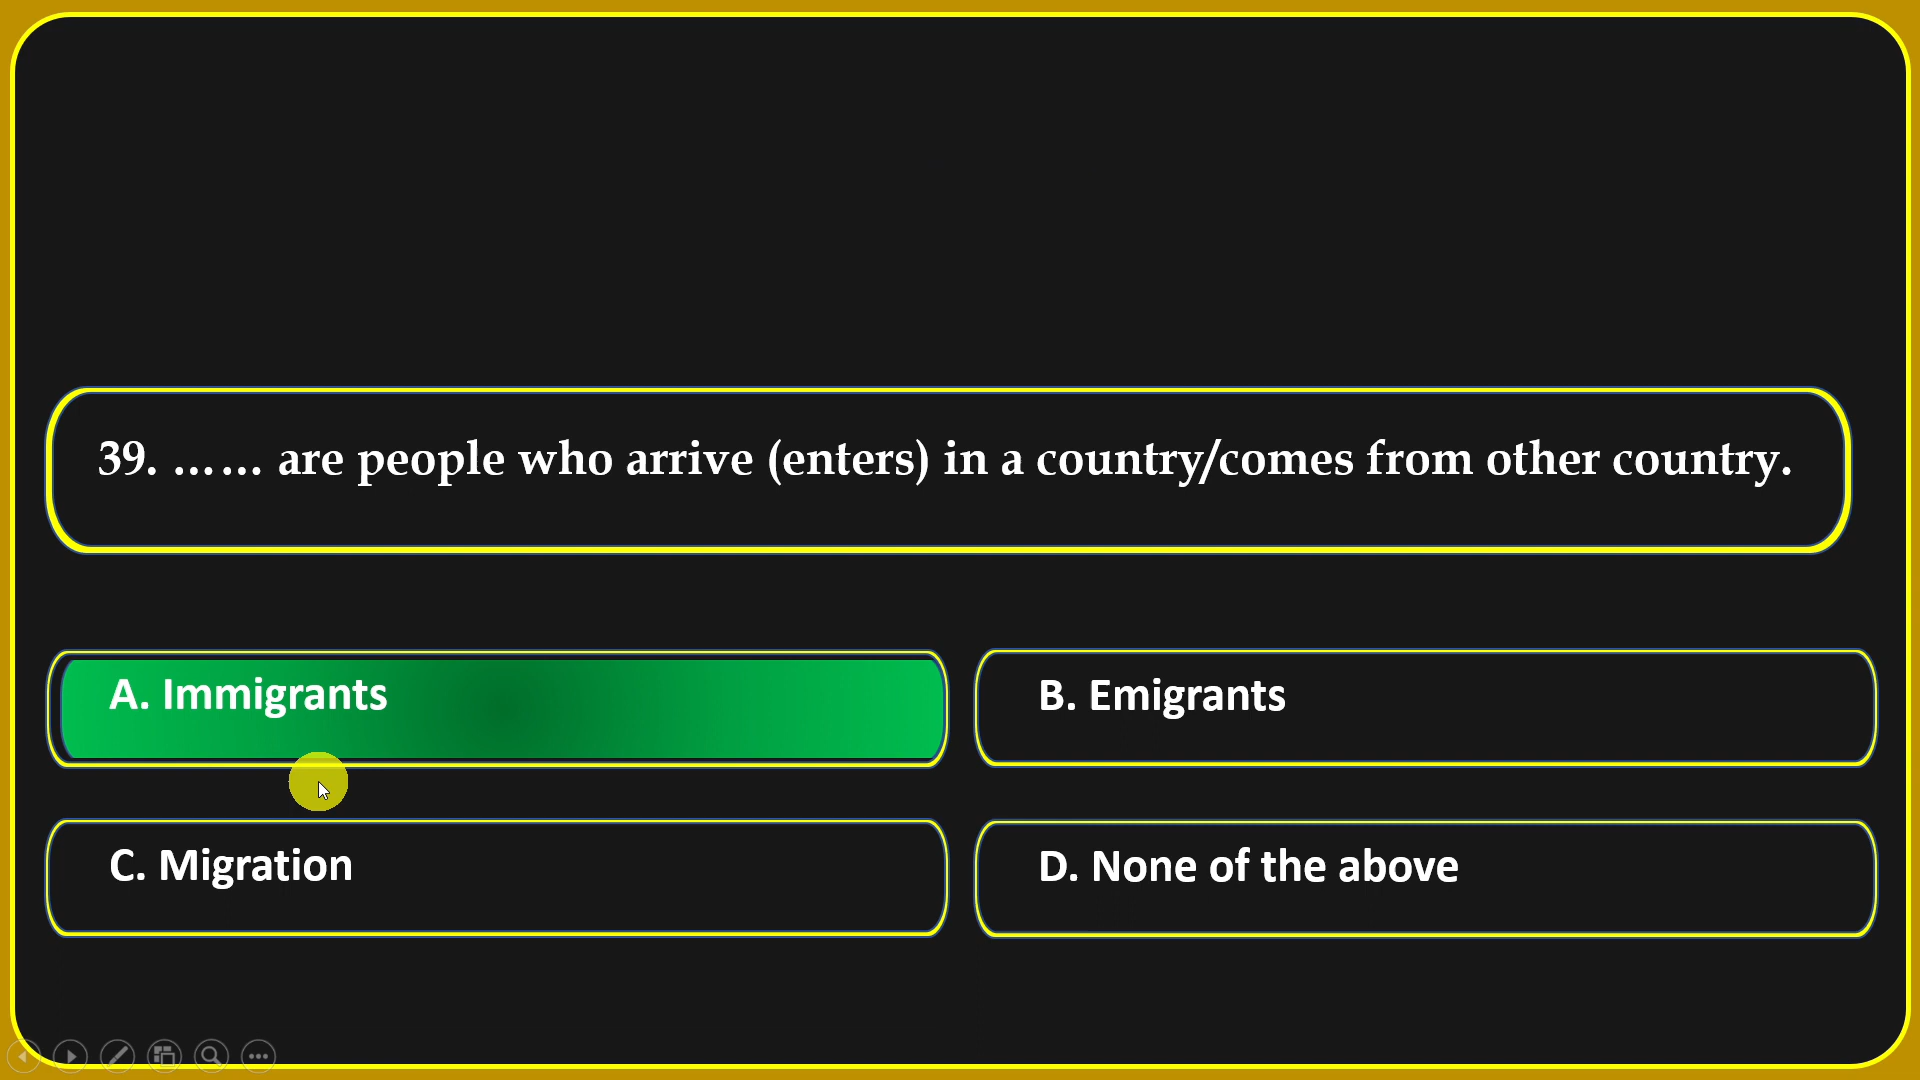 39. …… are people who arrive (enters) in a country/comes from other country.
A. Immigrants
B. Emigrants
C. Migration
D. None of the above